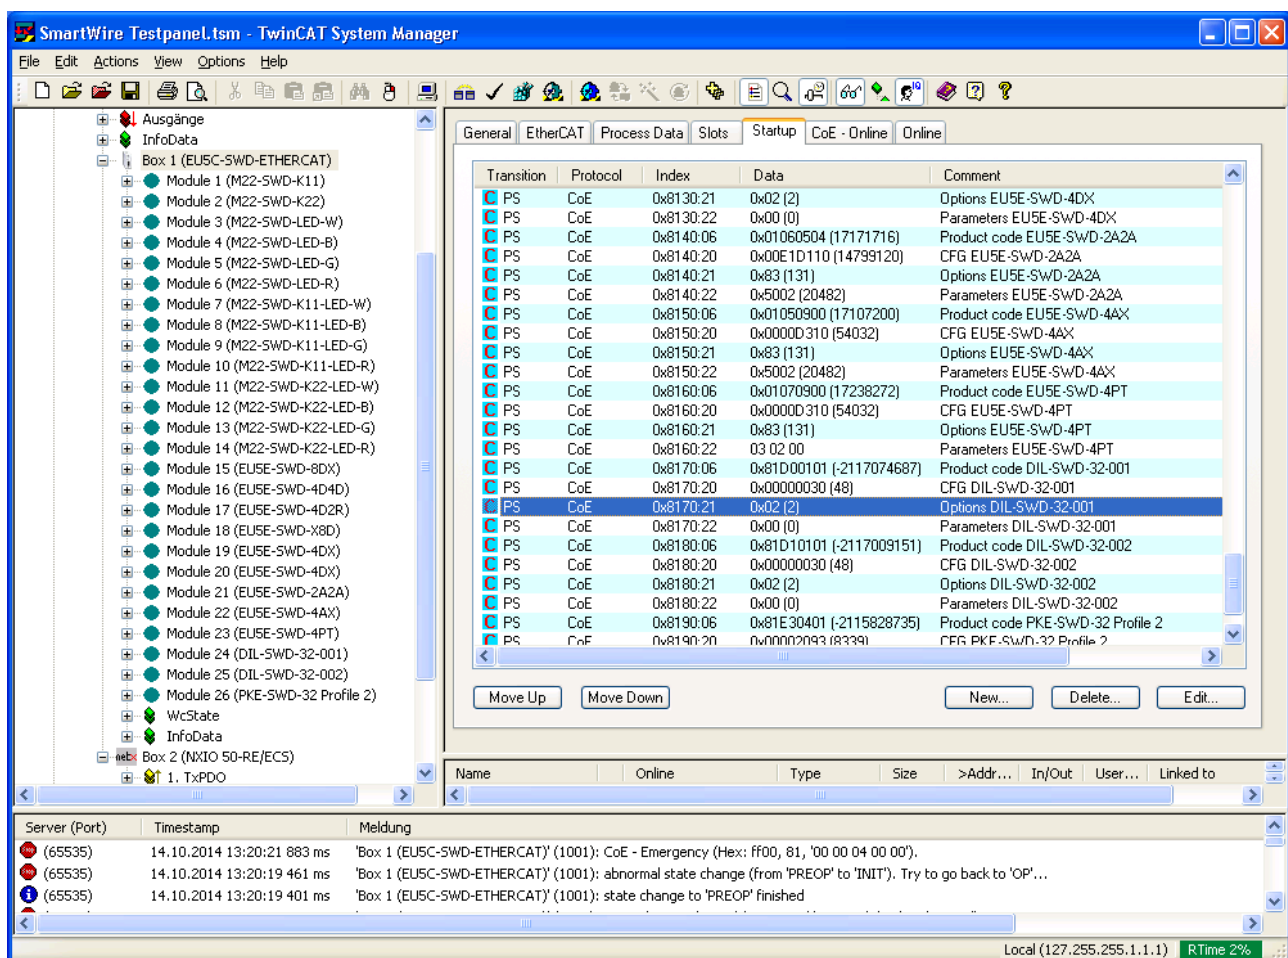 SmartWire Testpanel.tsm - TwinCAT System Manager
File Edit Actions View Options Help
Ausgänge
InfoData
Box 1 (EU5C-SWD-ETHERCAT)
Module 1 (M22-SWD-K11)
Module 2 (M22-SWD-K22)
Module 3 (M22-SWD-LED-W)
Module 4 (M22-SWD-LED-B)
Module 5 (M22-SWD-LED-G)
Module 6 (M22-SWD-LED-R)
Module 7 (M22-SWD-K11-LED-W)
Module 8 (M22-SWD-K11-LED-B)
Module 9 (M22-SWD-K11-LED-G)
Module 10 (M22-SWD-K11-LED-R)
Module 11 (M22-SWD-K22-LED-W)
Module 12 (M22-SWD-K22-LED-B)
Module 13 (M22-SWD-K22-LED-G)
Module 14 (M22-SWD-K22-LED-R)
Module 15 (EU5E-SWD-8DX)
Module 16 (EU5E-SWD-4D4D)
Module 17 (EU5E-SWD-4D2R)
Module 18 (EU5E-SWD-X8D)
Module 19 (EU5E-SWD-4DX)
Module 20 (EU5E-SWD-4DX)
Module 21 (EU5E-SWD-2A2A)
Module 22 (EU5E-SWD-4AX)
Module 23 (EU5E-SWD-4PT)
Module 24 (DIL-SWD-32-001)
Module 25 (DIL-SWD-32-002)
Module 26 (PKE-SWD-32 Profile 2)
WcState
InfoData
Box 2 (NXIO 50-RE/ECS)
1. TxPDO
General EtherCAT Process Data Slots Startup CoE - Online Online
Transition Protocol Index Data Comment
C PS CoE 0x8130:21 0x02 (2) Options EU5E-SWD-4DX
C PS CoE 0x8130:22 0x00 (0) Parameters EU5E-SWD-4DX
C PS CoE 0x8140:06 0x01060504 (17171716) Product code EU5E-SWD-2A2A
C PS CoE 0x8140:20 0x00E1D110 (14799120) CFG EU5E-SWD-2A2A
C PS CoE 0x8140:21 0x83 (131) Options EU5E-SWD-2A2A
C PS CoE 0x8140:22 0x5002 (20482) Parameters EU5E-SWD-2A2A
C PS CoE 0x8150:06 0x01050900 (17107200) Product code EU5E-SWD-4AX
C PS CoE 0x8150:20 0x0000D310 (54032) CFG EU5E-SWD-4AX
C PS CoE 0x8150:21 0x83 (131) Options EU5E-SWD-4AX
C PS CoE 0x8150:22 0x5002 (20482) Parameters EU5E-SWD-4AX
C PS CoE 0x8160:06 0x01070900 (17238272) Product code EU5E-SWD-4PT
C PS CoE 0x8160:20 0x0000D310 (54032) CFG EU5E-SWD-4PT
C PS CoE 0x8160:21 0x83 (131) Options EU5E-SWD-4PT
C PS CoE 0x8160:22 03 02 00 Parameters EU5E-SWD-4PT
C PS CoE 0x8170:06 0x81D00101 (-2117074687) Product code DIL-SWD-32-001
C PS CoE 0x8170:20 0x00000030 (48) CFG DIL-SWD-32-001
C PS CoE 0x8170:21 0x02 (2) Options DIL-SWD-32-001
C PS CoE 0x8170:22 0x00 (0) Parameters DIL-SWD-32-001
C PS CoE 0x8180:06 0x81D10101 (-2117009151) Product code DIL-SWD-32-002
C PS CoE 0x8180:20 0x00000030 (48) CFG DIL-SWD-32-002
C PS CoE 0x8180:21 0x02 (2) Options DIL-SWD-32-002
C PS CoE 0x8180:22 0x00 (0) Parameters DIL-SWD-32-002
C PS CoE 0x8190:06 0x81E30401 (-2115828735) Product code PKE-SWD-32 Profile 2
C PS CoE 0x8190:20 0x00002093 (8339) CFG PKE-SWD-32 Profile 2
Move Up Move Down New... Delete... Edit...
Name Online Type Size >Addr... In/Out User... Linked to
Server (Port) Timestamp Meldung
(65535) 14.10.2014 13:20:21 883 ms 'Box 1 (EU5C-SWD-ETHERCAT)' (1001): CoE - Emergency (Hex: ff00, 81, '00 00 04 00 00').
(65535) 14.10.2014 13:20:19 461 ms 'Box 1 (EU5C-SWD-ETHERCAT)' (1001): abnormal state change (from 'PREOP' to 'INIT'). Try to go back to 'OP'...
(65535) 14.10.2014 13:20:19 401 ms 'Box 1 (EU5C-SWD-ETHERCAT)' (1001): state change to 'PREOP' finished
Local (127.255.255.1.1.1) RTime 2%